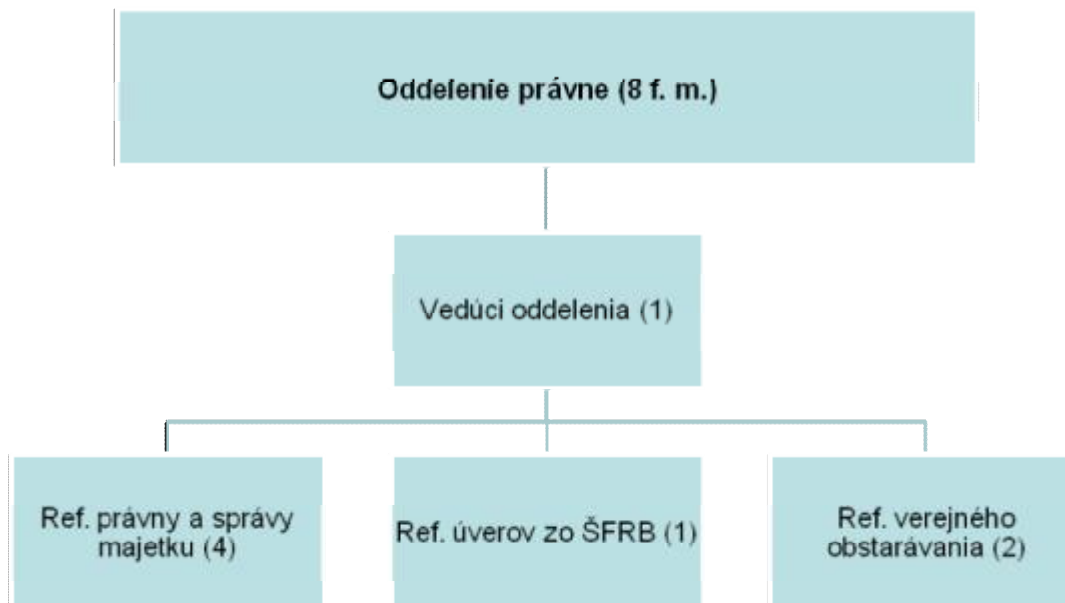 Oddelenie právne (8 f. m.)
Vedúci oddelenia (1)
Ref. právny a správy
majetku (4)
Ref. úverov zo ŠFRB (1)
Ref. verejného
obstarávania (2)